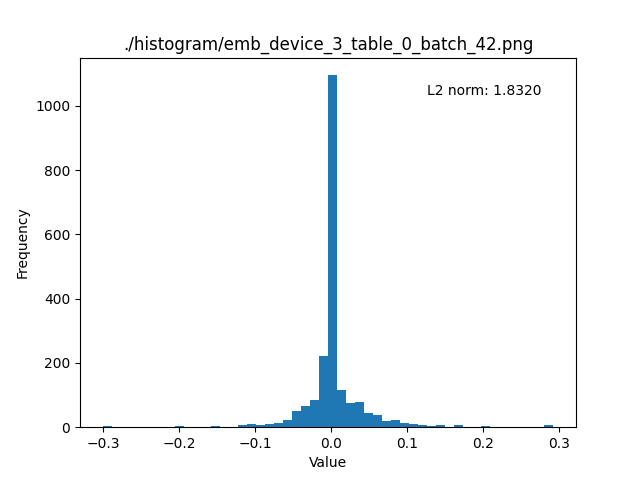 ./histogram/emb_device_3_table_0_batch_42.png
L2 norm: 1.8320
1000
800
600
400
200
0
Frequency
−0.3 −0.2 −0.1 0.0 0.1 0.2 0.3
Value